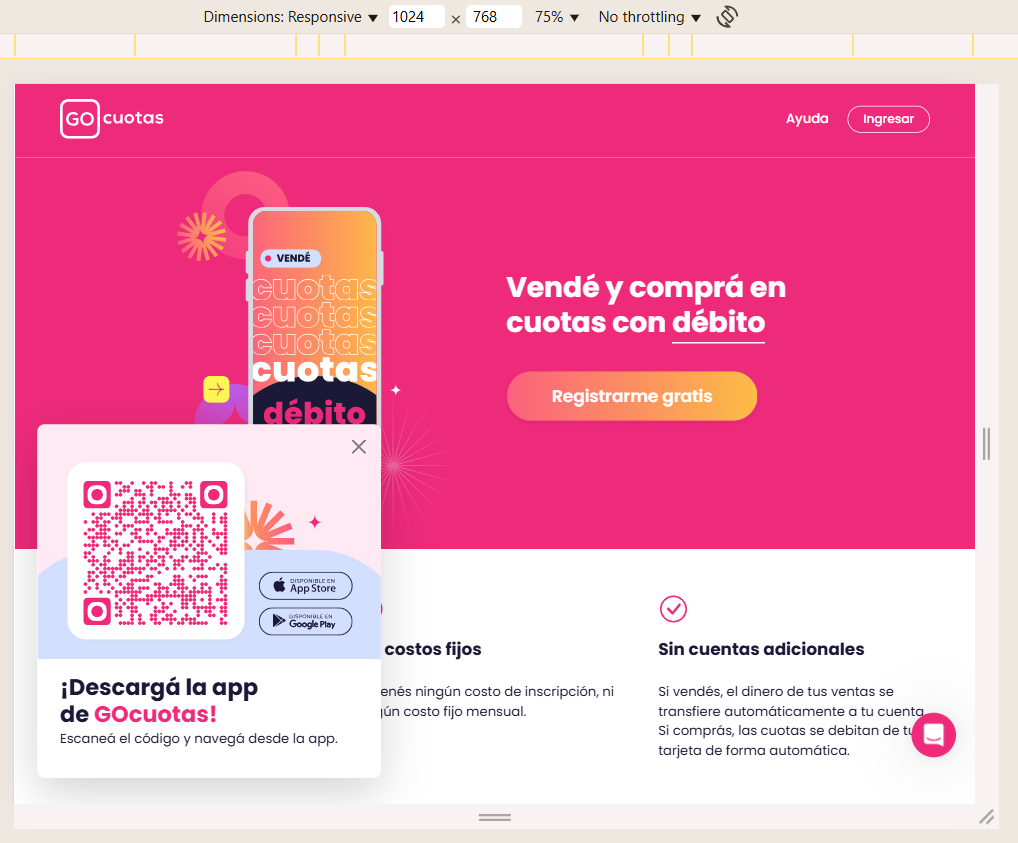 Dimensions: Responsive ▼ 1024 × 768 75% ▼ No throttling ▼
GO cuotas
Ayuda
Ingresar
VENDÉ
cuotas
cuotas
cuotas
cuotas
débito
Vendé y comprá en
cuotas con débito
Registrarme gratis
DISPONIBLE EN
App Store
DISPONIBLE EN
Google Play
¡Descargá la app
de GOcuotas!
Escaneá el código y navegá desde la app.
costos fijos
ningún costo de inscripción, ni
costo fijo mensual.
Sin cuentas adicionales
Si vendés, el dinero de tus ventas se
transfiere automáticamente a tu cuenta.
Si comprás, las cuotas se debitan de tu
tarjeta de forma automática.